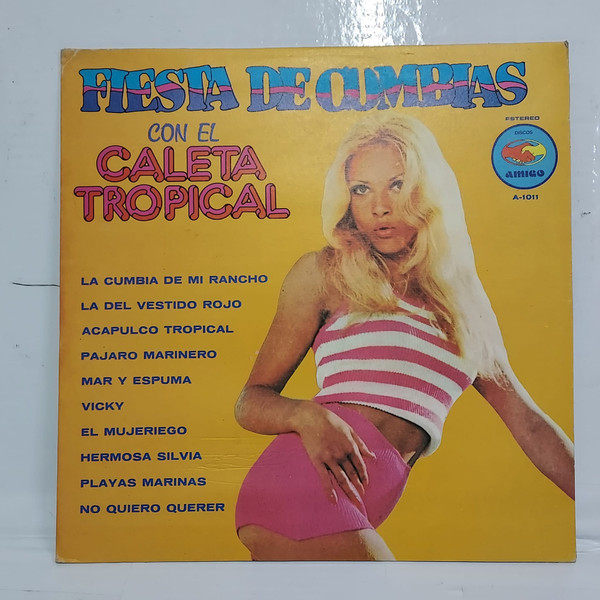 FIESTA DE CUMBIAS
CON EL
CALETA
TROPICAL
FSTEREO
DISCOS
AMIGO
A-1011
LA CUMBIA DE MI RANCHO
LA DEL VESTIDO ROJO
ACAPULCO TROPICAL
PAJARO MARINERO
MAR Y ESPUMA
VICKY
EL MUJERIEGO
HERMOSA SILVIA
PLAYAS MARINAS
NO QUIERO QUERER